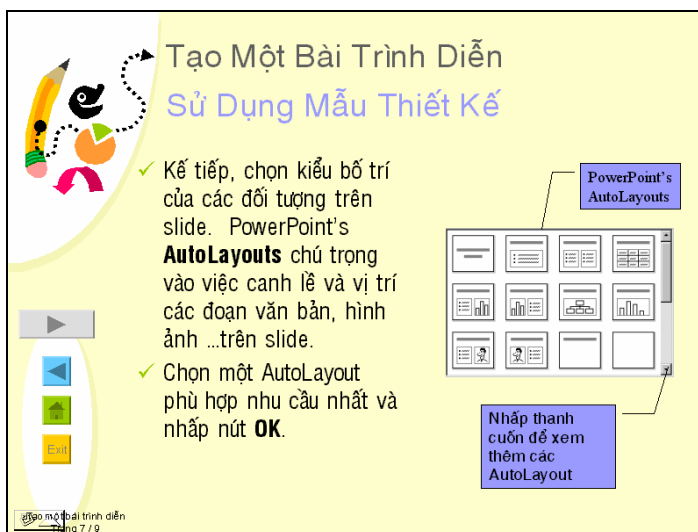 Tạo Một Bài Trình Diễn
Sử Dụng Mẫu Thiết Kế
✓ Kế tiếp, chọn kiểu bố trí
của các đối tượng trên
slide. PowerPoint's
AutoLayouts chú trọng
vào việc canh lề và vị trí
các đoạn văn bản, hình
ảnh ...trên slide.
✓ Chọn một AutoLayout
phù hợp nhu cầu nhất và
nhấp nút OK.
PowerPoint's
AutoLayouts
Nhấp thanh
cuốn để xem
thêm các
AutoLayout
Exit
Tạo một bài trình diễn
Trang 7 / 9